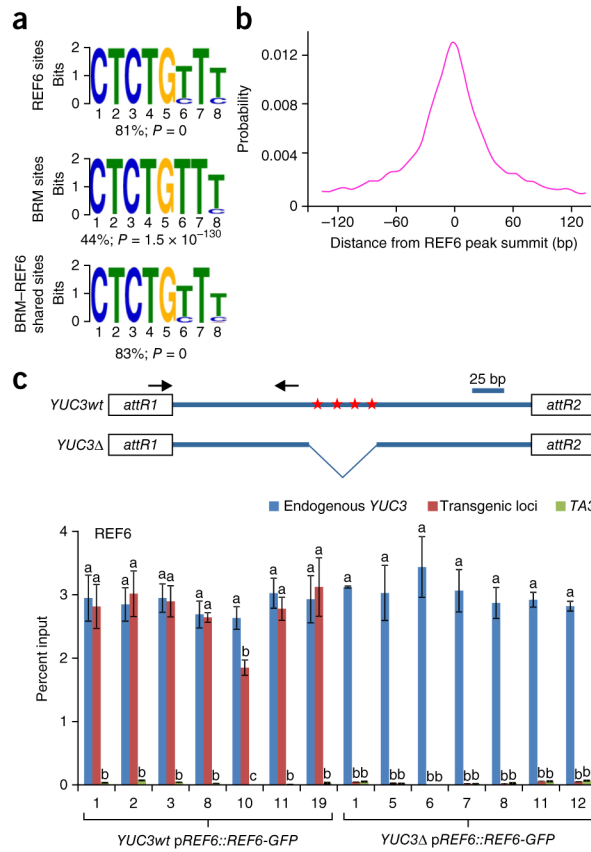 a
REF6 sites
Bits
2
1
0
CTCTGTTT
C C
1 2 3 4 5 6 7 8
81%; P = 0
BRM sites
Bits
2
1
0
CTCTGTTT
C
1 2 3 4 5 6 7 8
44%; P = 1.5 × 10−130
BRM–REF6
shared sites
Bits
2
1
0
CTCTGTTT
C C
1 2 3 4 5 6 7 8
83%; P = 0
b
Probability
0.012
0.008
0.004
0
−120 −60 0 60 120
Distance from REF6 peak summit (bp)
c
25 bp
YUC3wt attR1 attR2
YUC3Δ attR1 attR2
Endogenous YUC3 Transgenic loci TA3
REF6
Percent input
4
3
2
1
0
a a b a a b a a b a a b a b c a a b a a b a bb a bb a bb a bb a bb a bb a bb
1 2 3 8 10 11 19 1 5 6 7 8 11 12
YUC3wt pREF6::REF6-GFP YUC3Δ pREF6::REF6-GFP